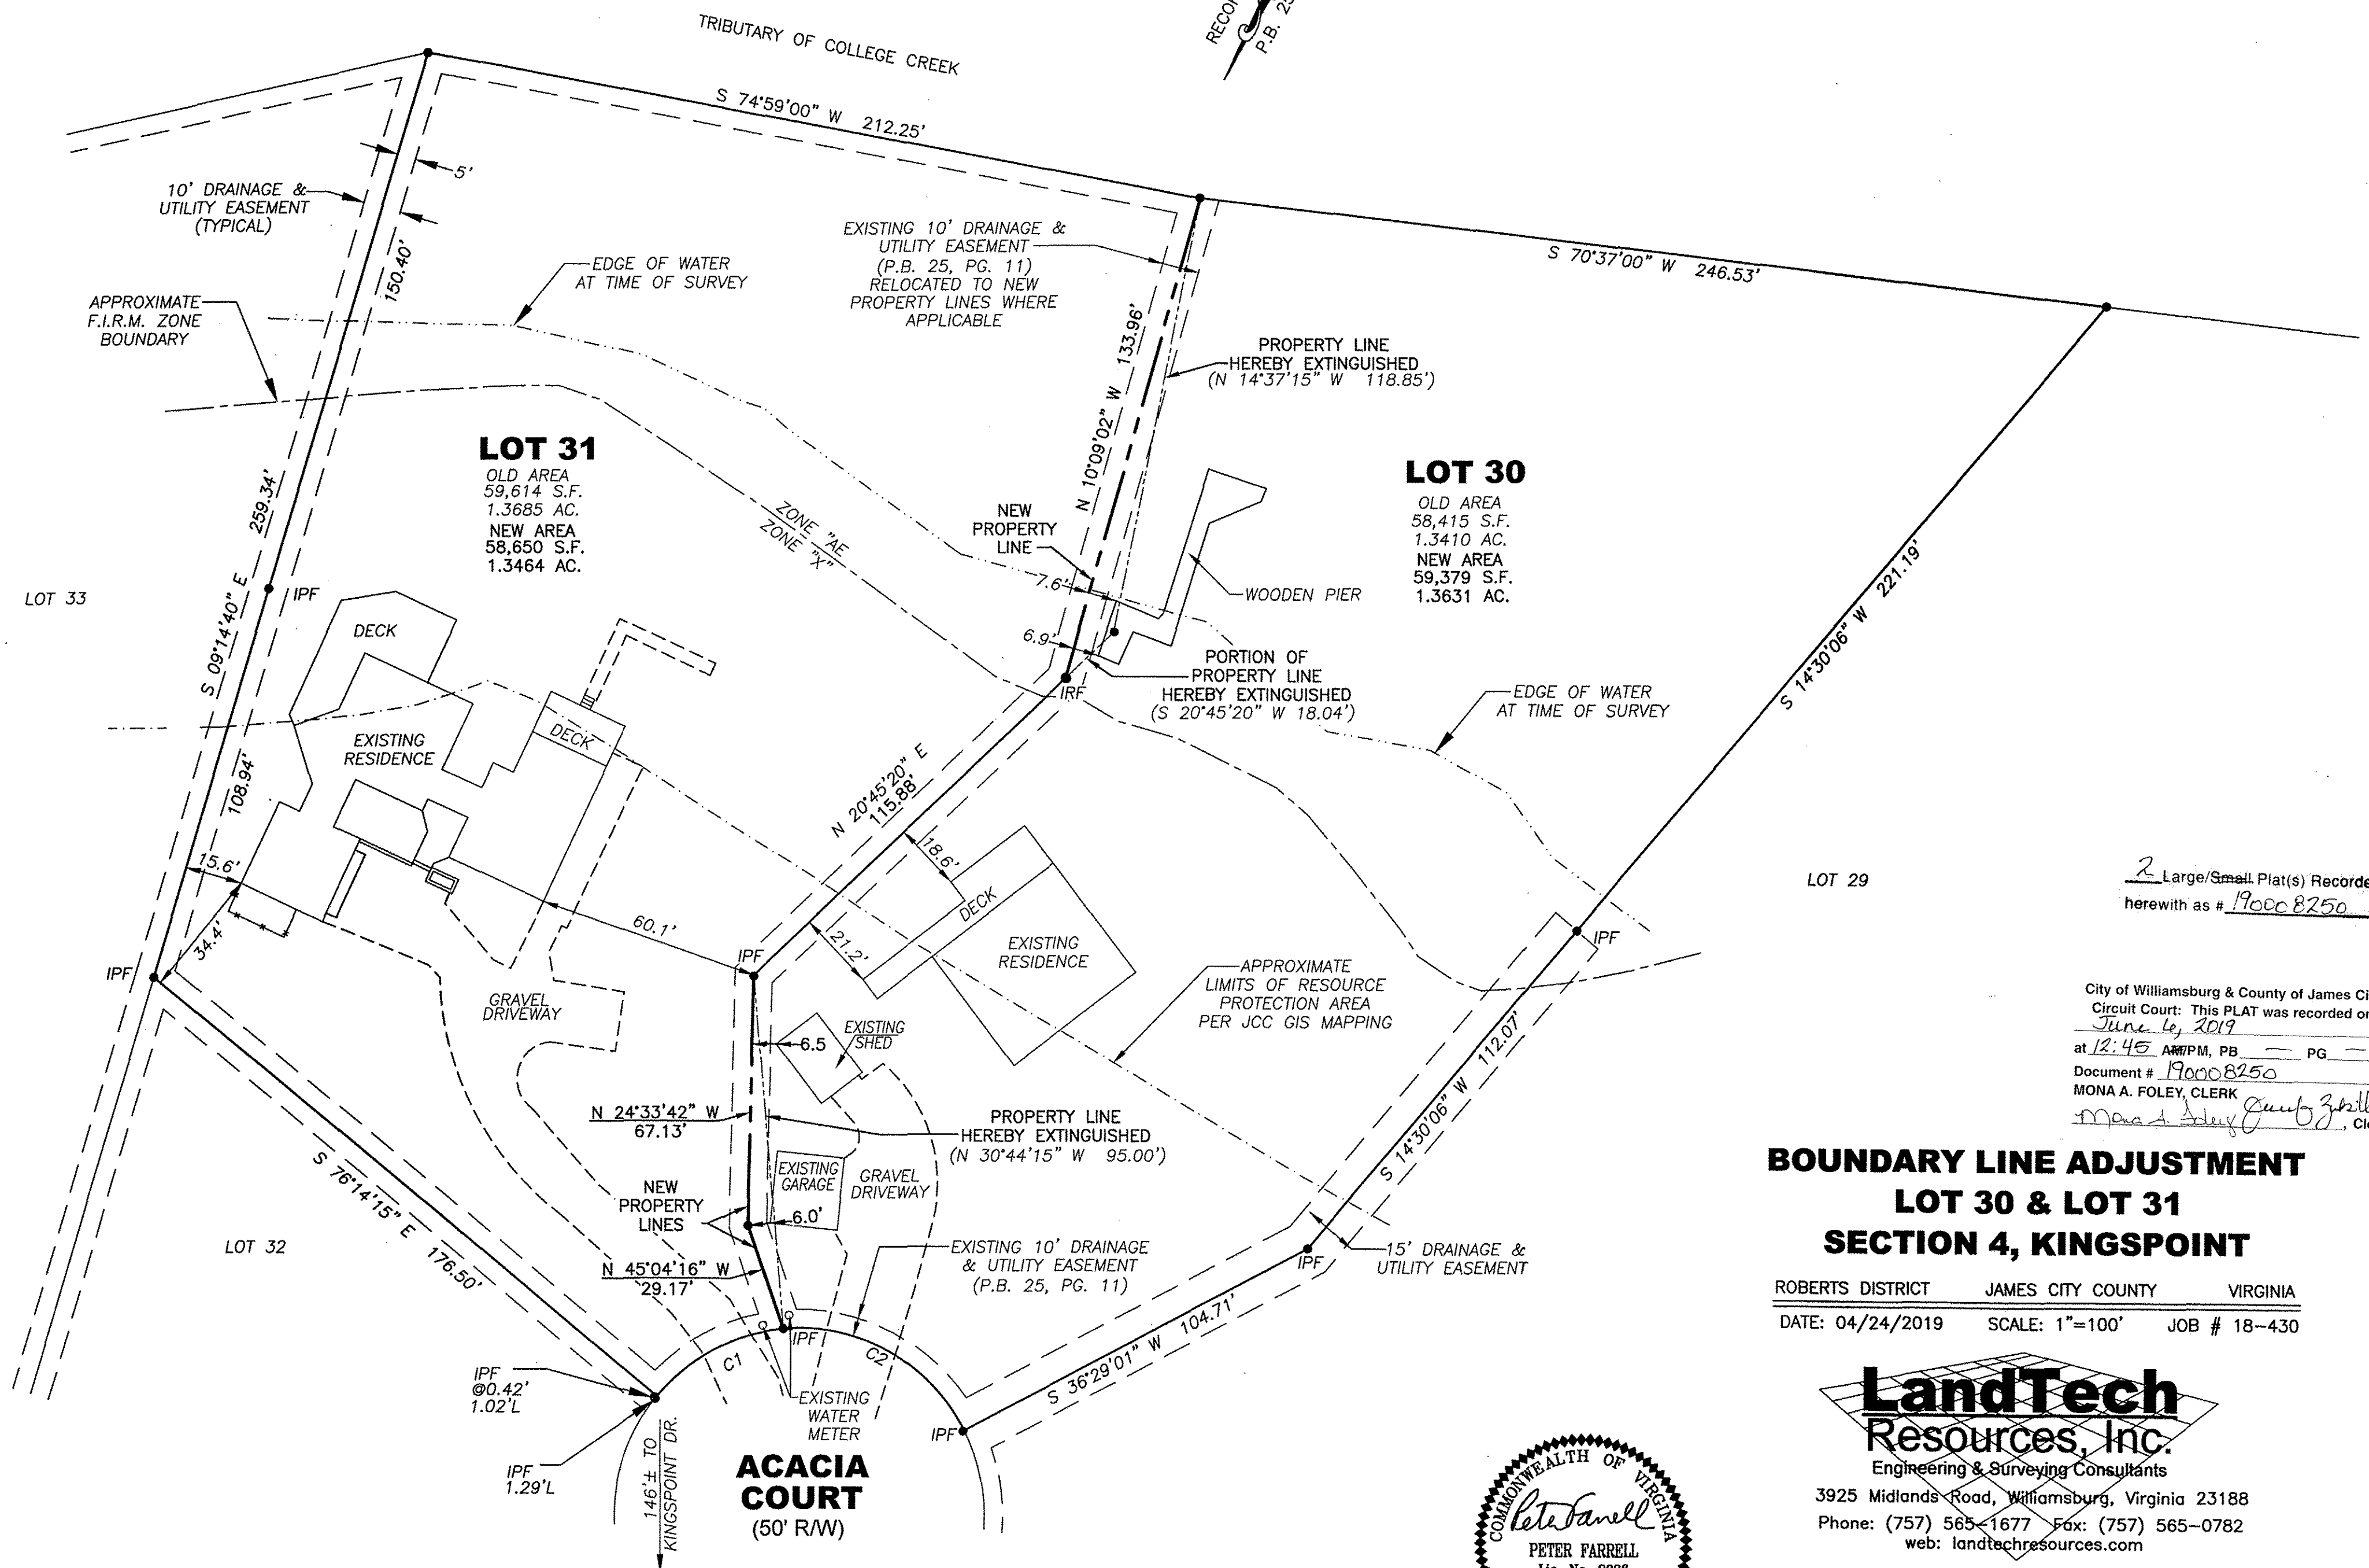 TRIBUTARY OF COLLEGE CREEK
P.B. 25
S 74°59'00" W 212.25'
S 70°37'00" W 246.53'
5'
10' DRAINAGE &
UTILITY EASEMENT
(TYPICAL)
150.40'
EDGE OF WATER
AT TIME OF SURVEY
EXISTING 10' DRAINAGE &
UTILITY EASEMENT
(P.B. 25, PG. 11)
RELOCATED TO NEW
PROPERTY LINES WHERE
APPLICABLE
APPROXIMATE
F.I.R.M. ZONE
BOUNDARY
N 10°09'02" W 133.96'
PROPERTY LINE
HEREBY EXTINGUISHED
(N 14°37'15" W 118.85')
LOT 31
OLD AREA
59,614 S.F.
1.3685 AC.
NEW AREA
58,650 S.F.
1.3464 AC.
LOT 30
OLD AREA
58,415 S.F.
1.3410 AC.
NEW AREA
59,379 S.F.
1.3631 AC.
S 09°14'40" E 259.34'
ZONE "AE
ZONE "X"
NEW
PROPERTY
LINE
7.6'
6.9'
WOODEN PIER
LOT 33
IPF
DECK
PORTION OF
PROPERTY LINE
HEREBY EXTINGUISHED
(S 20°45'20" W 18.04')
IRF
EDGE OF WATER
AT TIME OF SURVEY
S 14°30'06" W 221.19'
EXISTING
RESIDENCE
DECK
108.94'
N 20°45'20" E
115.88'
15.6'
34.4'
60.1'
18.6'
21.2'
DECK
EXISTING
RESIDENCE
LOT 29
IPF
IPF
IPF
GRAVEL
DRIVEWAY
APPROXIMATE
LIMITS OF RESOURCE
PROTECTION AREA
PER JCC GIS MAPPING
EXISTING
SHED
6.5
N 24°33'42" W
67.13'
PROPERTY LINE
HEREBY EXTINGUISHED
(N 30°44'15" W 95.00')
S 14°30'06" W 112.07'
EXISTING
GARAGE
GRAVEL
DRIVEWAY
NEW
PROPERTY
LINES
6.0'
S 76°14'15" E 176.50'
LOT 32
N 45°04'16" W
29.17'
EXISTING 10' DRAINAGE
& UTILITY EASEMENT
(P.B. 25, PG. 11)
15' DRAINAGE &
UTILITY EASEMENT
IPF
S 36°29'01" W 104.71'
IPF
C1
C2
IPF
@0.42'
1.02'L
EXISTING
WATER
METER
IPF
IPF
1.29'L
146'± TO
KINGSPOINT DR.
ACACIA
COURT
(50' R/W)
2 Large/Small Plat(s) Recorde
herewith as # 190008250
City of Williamsburg & County of James Ci
Circuit Court: This PLAT was recorded on
June 6, 2019
at 12:45 AM/PM, PB — PG —
Document # 190008250
MONA A. FOLEY, CLERK
Mona A. Foley
BOUNDARY LINE ADJUSTMENT
LOT 30 & LOT 31
SECTION 4, KINGSPOINT
ROBERTS DISTRICT JAMES CITY COUNTY VIRGINIA
DATE: 04/24/2019 SCALE: 1"=100' JOB # 18-430
LandTech
Resources, Inc.
Engineering & Surveying Consultants
3925 Midlands Road, Williamsburg, Virginia 23188
Phone: (757) 565-1677 Fax: (757) 565-0782
web: landtechresources.com
COMMONWEALTH OF VIRGINIA
Peter Farrell
PETER FARRELL